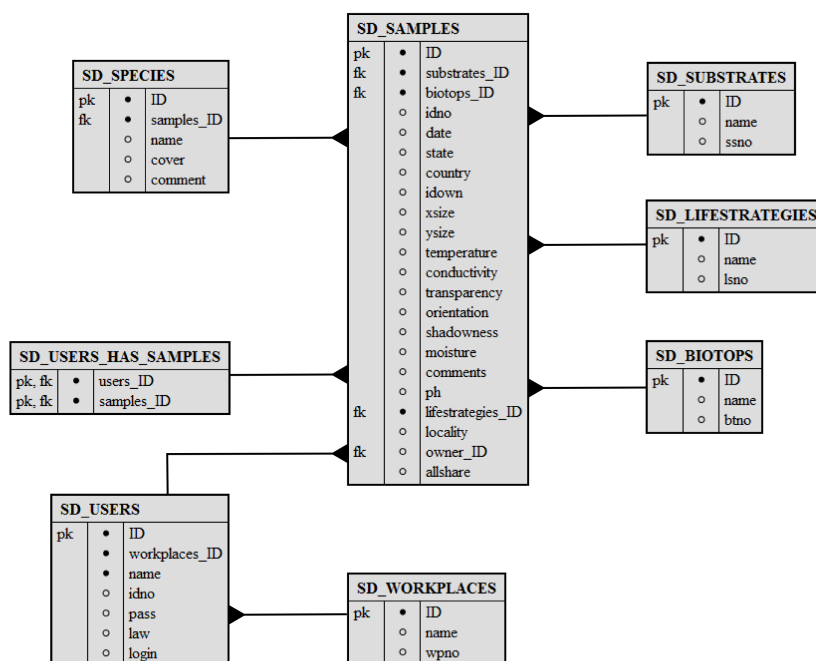 SD_SAMPLES
pk ID
fk substrates_ID
fk biotops_ID
idno
date
state
country
idown
xsize
ysize
temperature
conductivity
transparency
orientation
shadowness
moisture
comments
ph
fk lifestrategies_ID
locality
fk owner_ID
allshare
SD_SPECIES
pk ID
fk samples_ID
name
cover
comment
SD_SUBSTRATES
pk ID
name
ssno
SD_LIFESTRATEGIES
pk ID
name
lsno
SD_USERS_HAS_SAMPLES
pk, fk users_ID
pk, fk samples_ID
SD_BIOTOPS
pk ID
name
btno
SD_USERS
pk ID
workplaces_ID
name
idno
pass
law
login
SD_WORKPLACES
pk ID
name
wpno